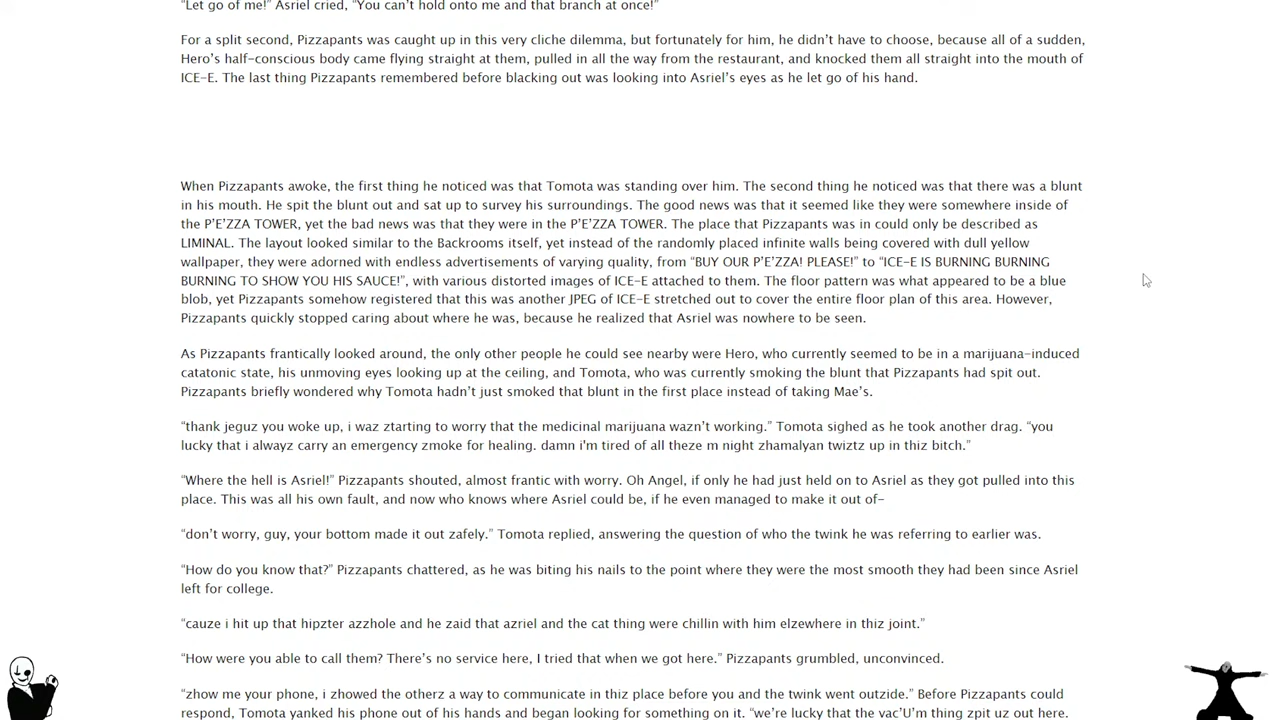 “Let go of me!” Asriel cried, “You can’t hold onto me and that branch at once!”
For a split second, Pizzapants was caught up in this very cliche dilemma, but fortunately for him, he didn’t have to choose, because all of a sudden,
Hero’s half-conscious body came flying straight at them, pulled in all the way from the restaurant, and knocked them all straight into the mouth of
ICE-E. The last thing Pizzapants remembered before blacking out was looking into Asriel’s eyes as he let go of his hand.
When Pizzapants awoke, the first thing he noticed was that Tomota was standing over him. The second thing he noticed was that there was a blunt
in his mouth. He spit the blunt out and sat up to survey his surroundings. The good news was that it seemed like they were somewhere inside of
the P’E’ZZA TOWER, yet the bad news was that they were in the P’E’ZZA TOWER. The place that Pizzapants was in could only be described as
LIMINAL. The layout looked similar to the Backrooms itself, yet instead of the randomly placed infinite walls being covered with dull yellow
wallpaper, they were adorned with endless advertisements of varying quality, from “BUY OUR P’E’ZZA! PLEASE!” to “ICE-E IS BURNING BURNING
BURNING TO SHOW YOU HIS SAUCE!”, with various distorted images of ICE-E attached to them. The floor pattern was what appeared to be a blue
blob, yet Pizzapants somehow registered that this was another JPEG of ICE-E stretched out to cover the entire floor plan of this area. However,
Pizzapants quickly stopped caring about where he was, because he realized that Asriel was nowhere to be seen.
As Pizzapants frantically looked around, the only other people he could see nearby were Hero, who currently seemed to be in a marijuana-induced
catatonic state, his unmoving eyes looking up at the ceiling, and Tomota, who was currently smoking the blunt that Pizzapants had spit out.
Pizzapants briefly wondered why Tomota hadn’t just smoked that blunt in the first place instead of taking Mae’s.
“thank jeguz you woke up, i waz ztarting to worry that the medicinal marijuana wazn’t working.” Tomota sighed as he took another drag. “you
lucky that i alwayz carry an emergency zmoke for healing. damn i'm tired of all theze m night zhamalyan twiztz up in thiz bitch.”
“Where the hell is Asriel!” Pizzapants shouted, almost frantic with worry. Oh Angel, if only he had just held on to Asriel as they got pulled into this
place. This was all his own fault, and now who knows where Asriel could be, if he even managed to make it out of–
“don’t worry, guy, your bottom made it out zafely.” Tomota replied, answering the question of who the twink he was referring to earlier was.
“How do you know that?” Pizzapants chattered, as he was biting his nails to the point where they were the most smooth they had been since Asriel
left for college.
“cauze i hit up that hipzter azzhole and he zaid that azriel and the cat thing were chillin with him elzewhere in thiz joint.”
“How were you able to call them? There’s no service here, I tried that when we got here.” Pizzapants grumbled, unconvinced.
“zhow me your phone, i zhowed the otherz a way to communicate in thiz place before you and the twink went outzide.” Before Pizzapants could
respond, Tomota yanked his phone out of his hands and began looking for something on it. “we’re lucky that the vac’U’m thing zpit uz out here.